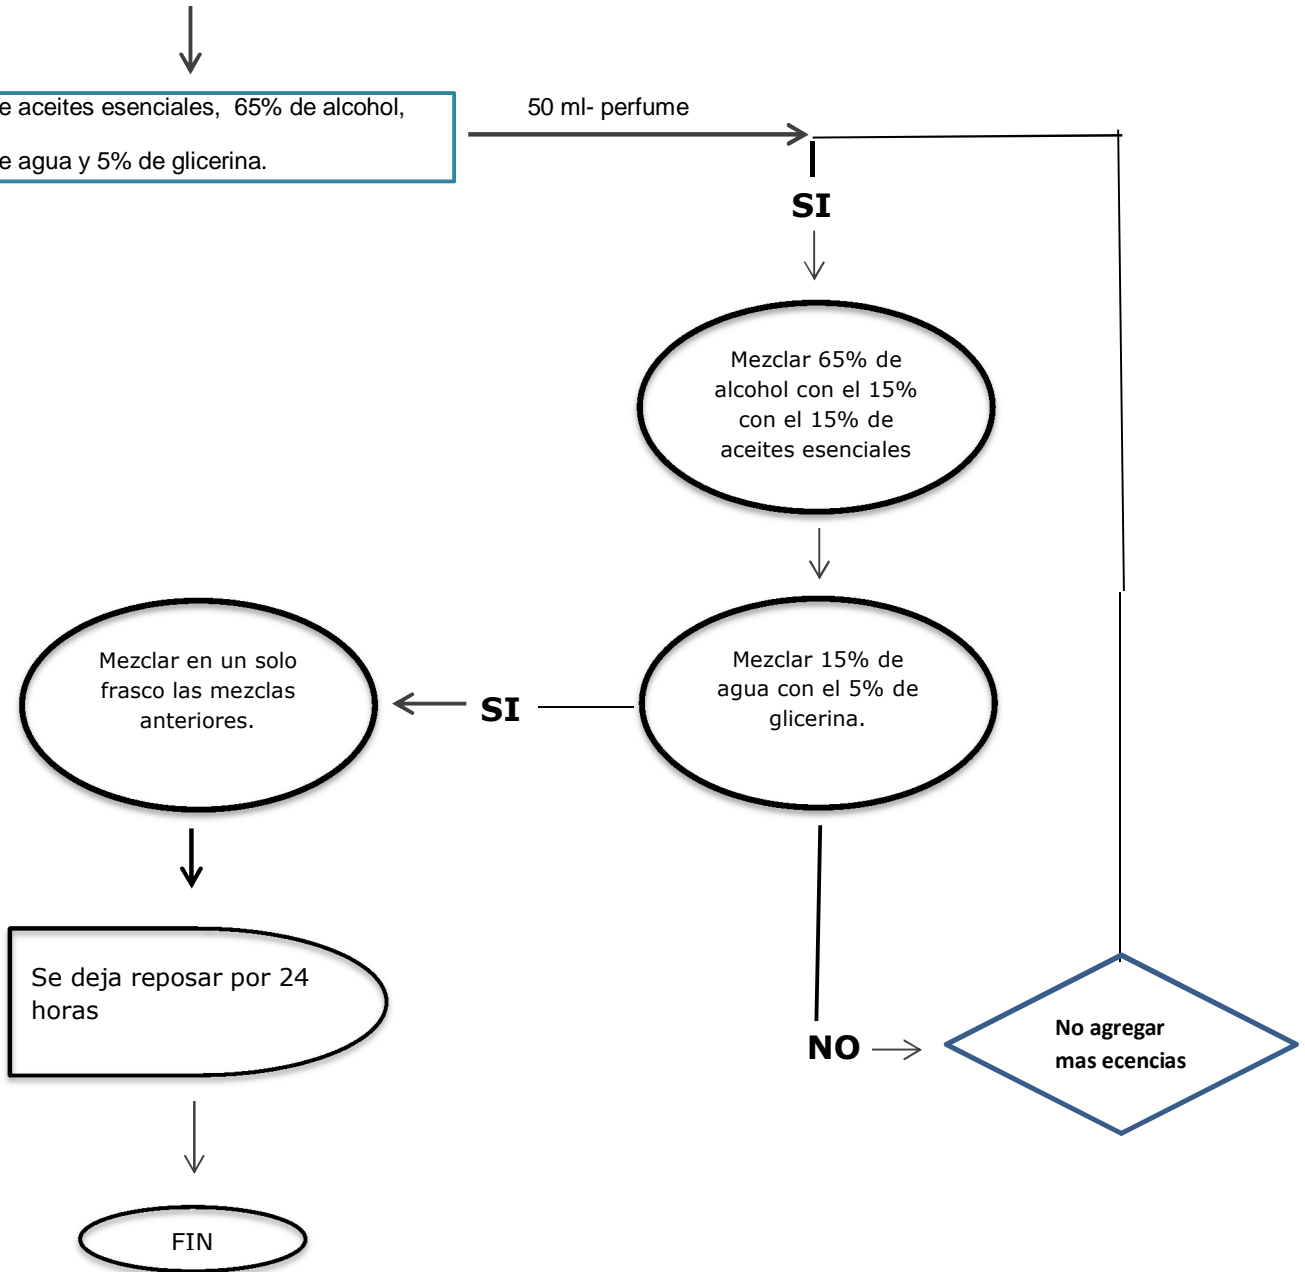 e aceites esenciales, 65% de alcohol,
e agua y 5% de glicerina.
50 ml- perfume
SI
Mezclar 65% de
alcohol con el 15%
con el 15% de
aceites esenciales
Mezclar 15% de
agua con el 5% de
glicerina.
SI
Mezclar en un solo
frasco las mezclas
anteriores.
Se deja reposar por 24
horas
NO
No agregar
mas ecencias
FIN